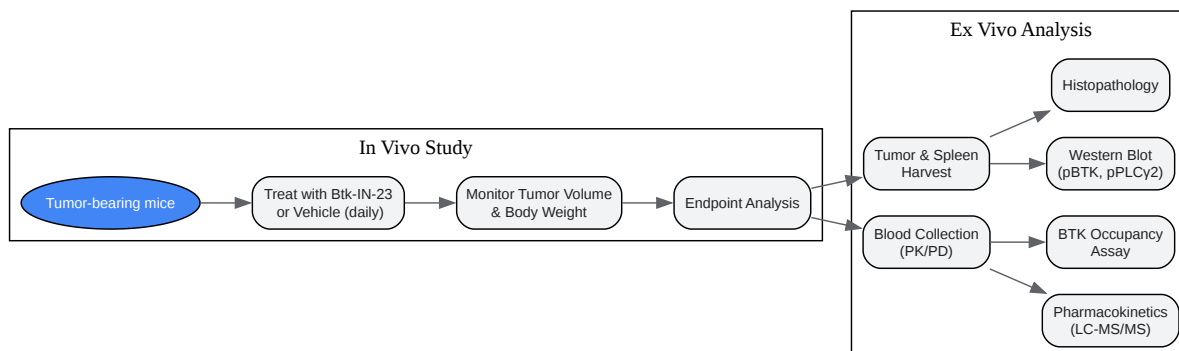 In Vivo Study
Tumor-bearing mice
Treat with Btk-IN-23
or Vehicle (daily)
Monitor Tumor Volume
& Body Weight
Endpoint Analysis
Ex Vivo Analysis
Tumor & Spleen
Harvest
Histopathology
Western Blot
(pBTK, pPLCγ2)
Blood Collection
(PK/PD)
BTK Occupancy
Assay
Pharmacokinetics
(LC-MS/MS)